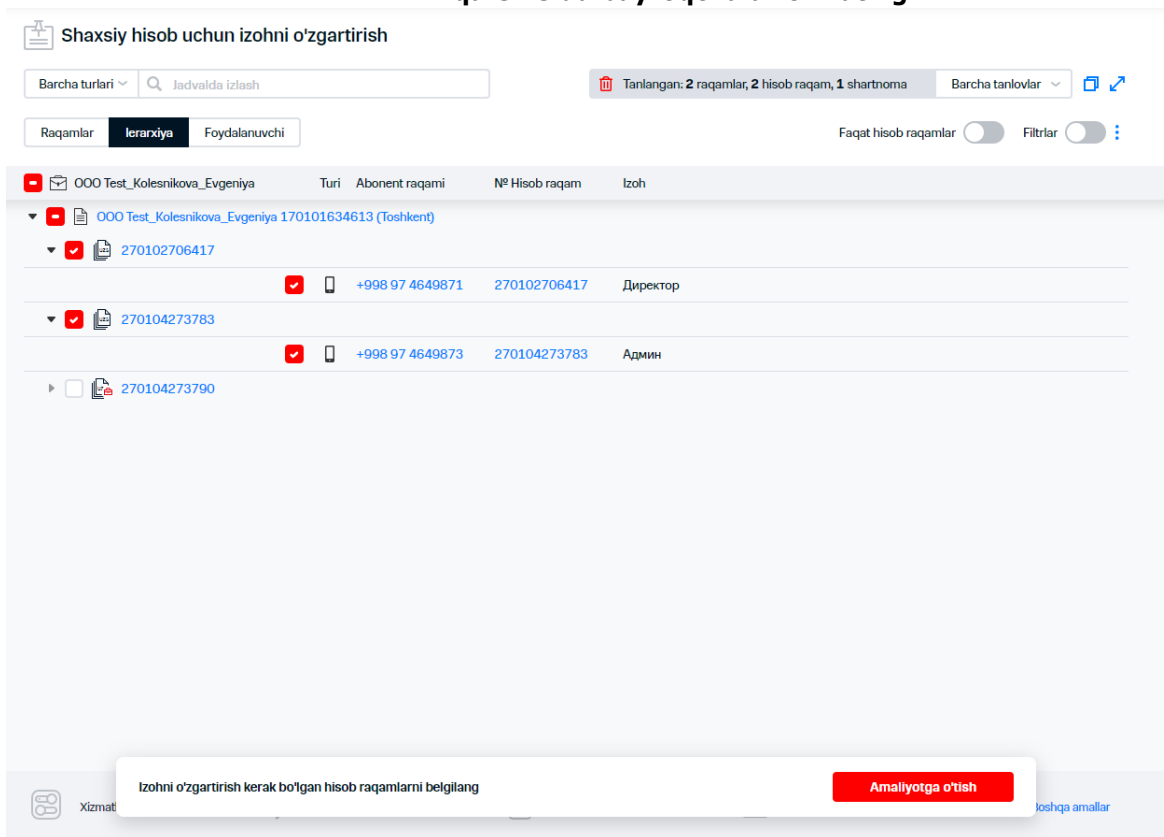 Shaxsiy hisob uchun izohni o'zgartirish
Barcha turlari Jadvalda izlash Tanlangan: 2 raqamlar, 2 hisob raqam, 1 shartnoma Barcha tanlovlar
Raqamlar Ierarxiya Foydalanuvchi Faqat hisob raqamlar Filtrlar
OOO Test_Kolesnikova_Evgeniya Turi Abonent raqami № Hisob raqam Izoh
OOO Test_Kolesnikova_Evgeniya 170101634613 (Toshkent)
270102706417
+998 97 4649871 270102706417 Директор
270104273783
+998 97 4649873 270104273783 Админ
270104273790
Izohni o'zgartirish kerak bo'lgan hisob raqamlarni belgilang Amaliyotga o'tish
amallar